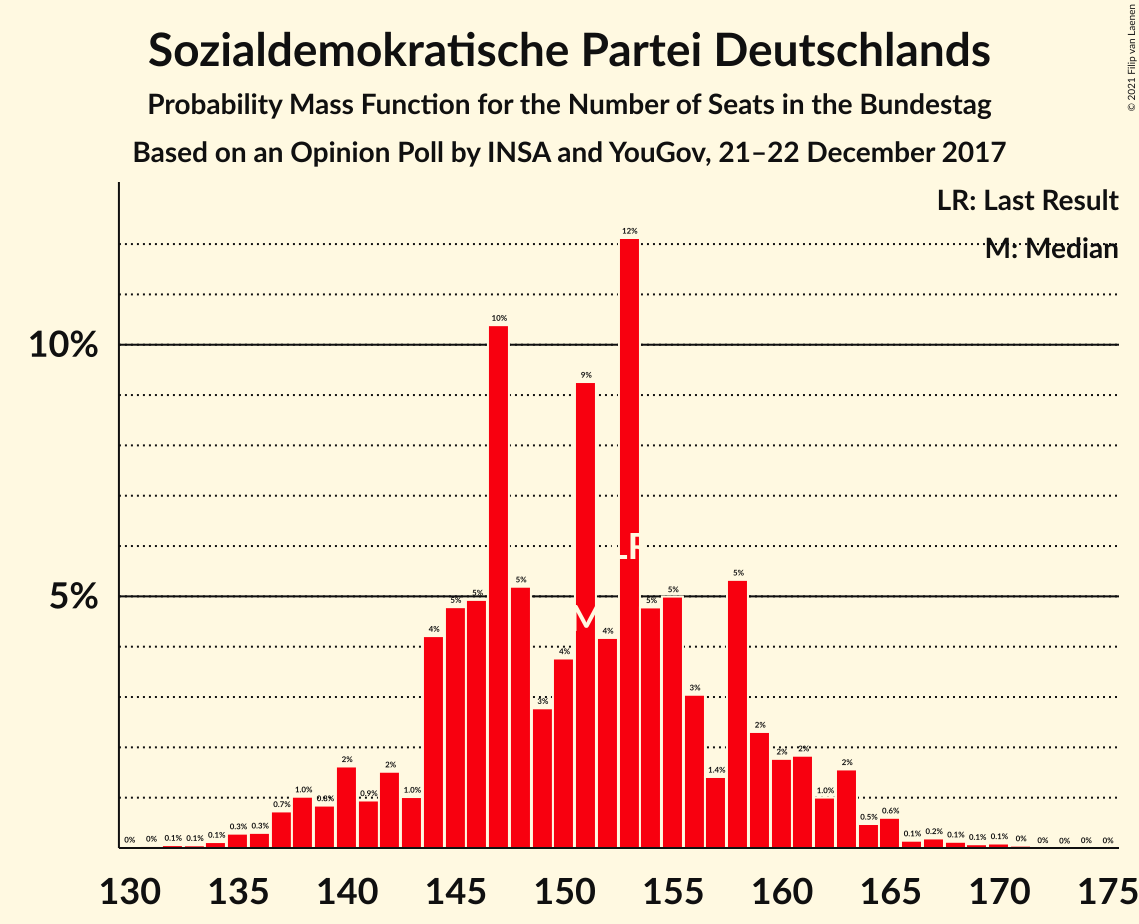 © 2021 Filip van Laenen
Sozialdemokratische Partei Deutschlands
Probability Mass Function for the Number of Seats in the Bundestag
Based on an Opinion Poll by INSA and YouGov, 21–22 December 2017
LR: Last Result
M: Median
10%
5%
0% 0% 0.1% 0.1% 0.1% 0.3% 0.3% 0.7% 1.0% 0.8% 2% 0.9% 2% 1.0% 4% 5% 5% 10% 5% 3% 4% 9% 4% 12% 5% 5% 3% 1.4% 5% 2% 2% 2% 1.0% 2% 0.5% 0.6% 0.1% 0.2% 0.1% 0.1% 0.1% 0% 0% 0% 0% 0%
LR
M
130 135 140 145 150 155 160 165 170 175